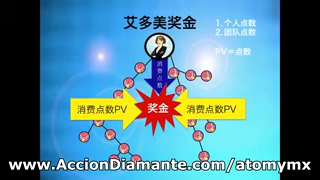 艾多美奖金
1.个人点数
2.团队点数
PV＝点数
消费点数
消费点数PV
奖金
消费点数PV
www.AccionDiamante.com/atomymx